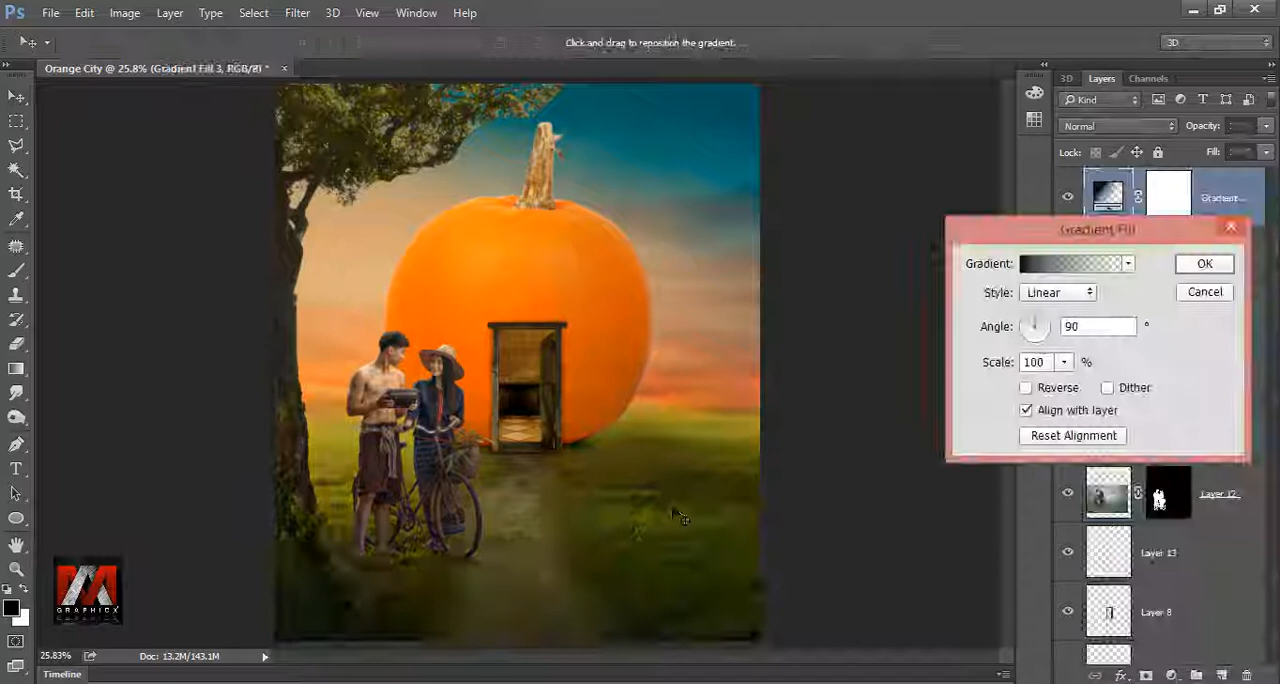 Ps File Edit Image Layer Type Select Filter 3D View Window Help
Click and drag to reposition the gradient.
3D
Orange City @ 25.8% (Gradient Fill 3, RGB/8) * ×
3D Layers Channels
Kind
Normal Opacity:
Lock: Fill:
Gradient...
Gradient Fill
Gradient: OK
Style: Linear Cancel
Angle: 90 °
Scale: 100 %
Reverse Dither
Align with layer
Reset Alignment
Layer 12
Layer 13
Layer 8
GRAPHICX
25.83% Doc: 13.2M/143.1M
Timeline